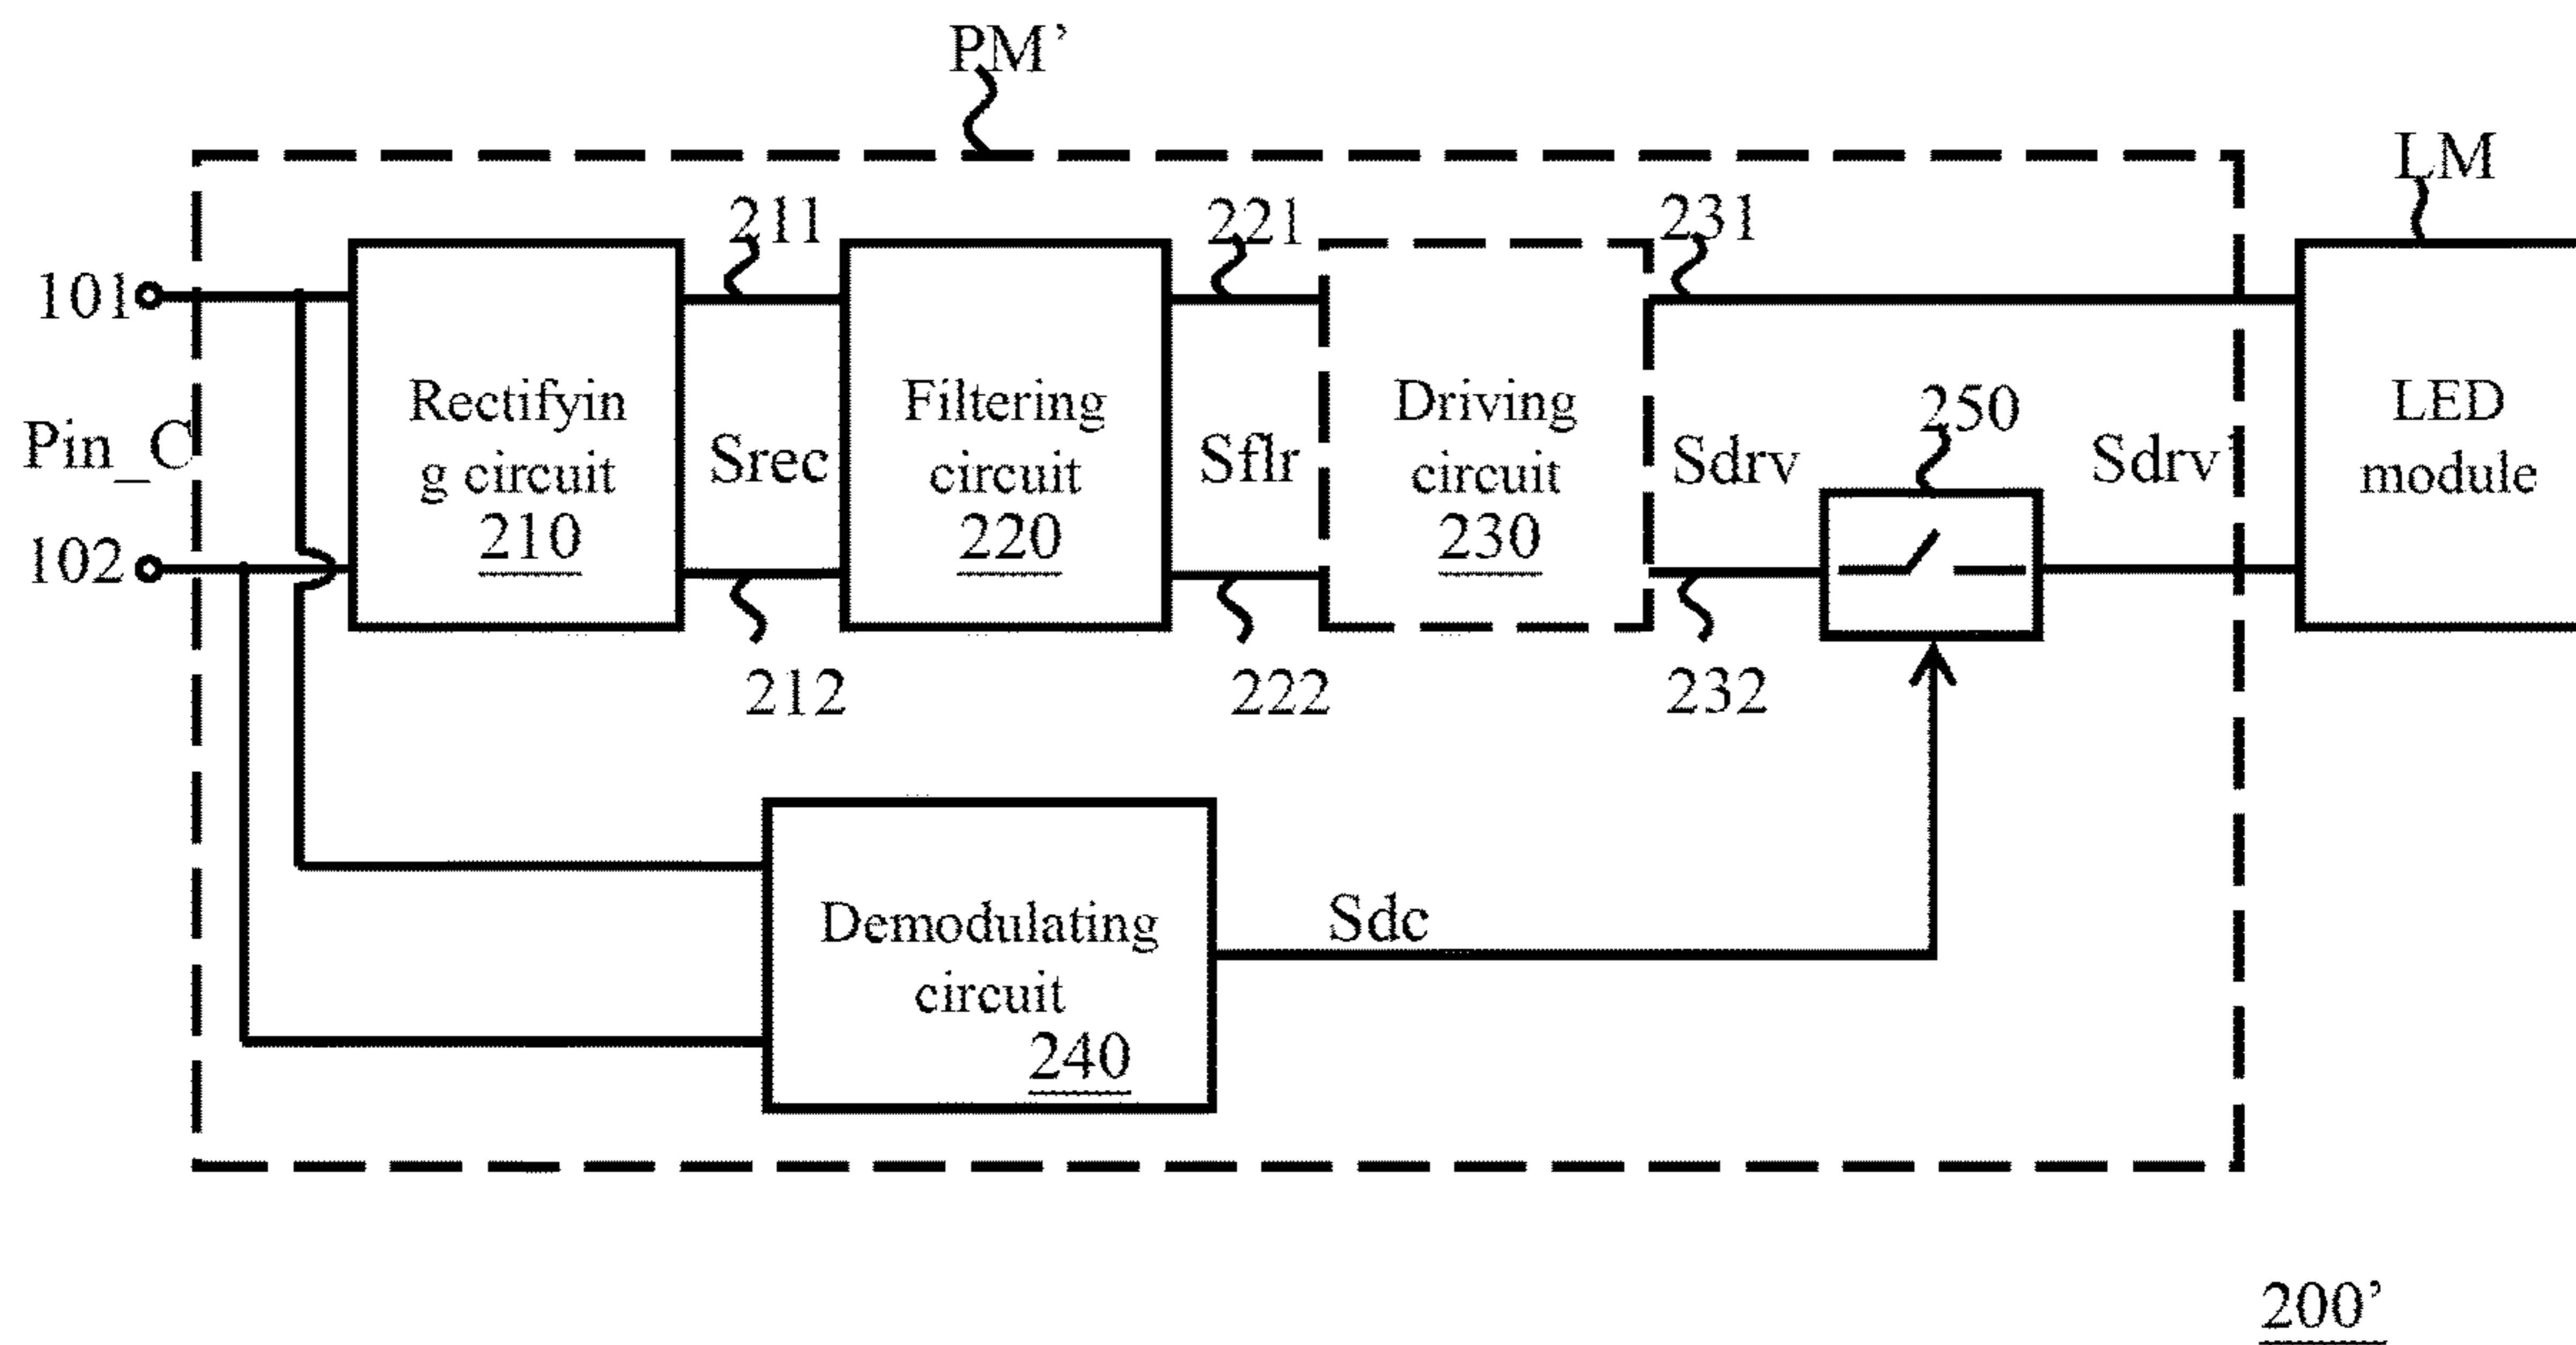 PM’
LM
211
221
231
101
Rectifyin
g circuit
210
Filtering
circuit
220
Driving
circuit
230
250
LED
module
Pin_C
Srec
Sflr
Sdrv
Sdrv’
102
212
222
232
Demodulating
circuit
240
Sdc
200’